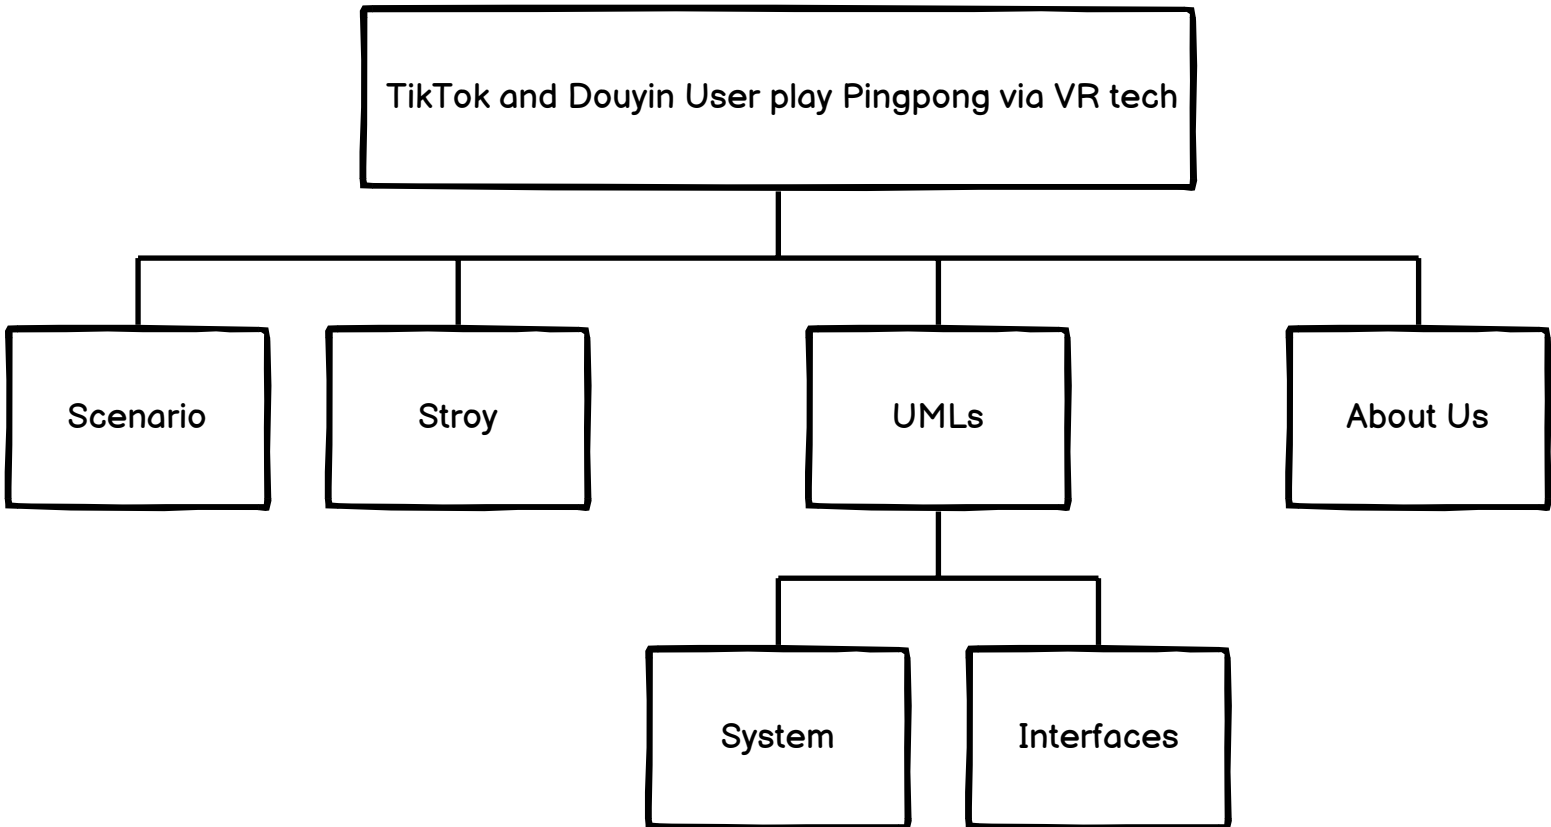 TikTok and Douyin User play Pingpong via VR tech
Scenario
Stroy
UMLs
About Us
System
Interfaces